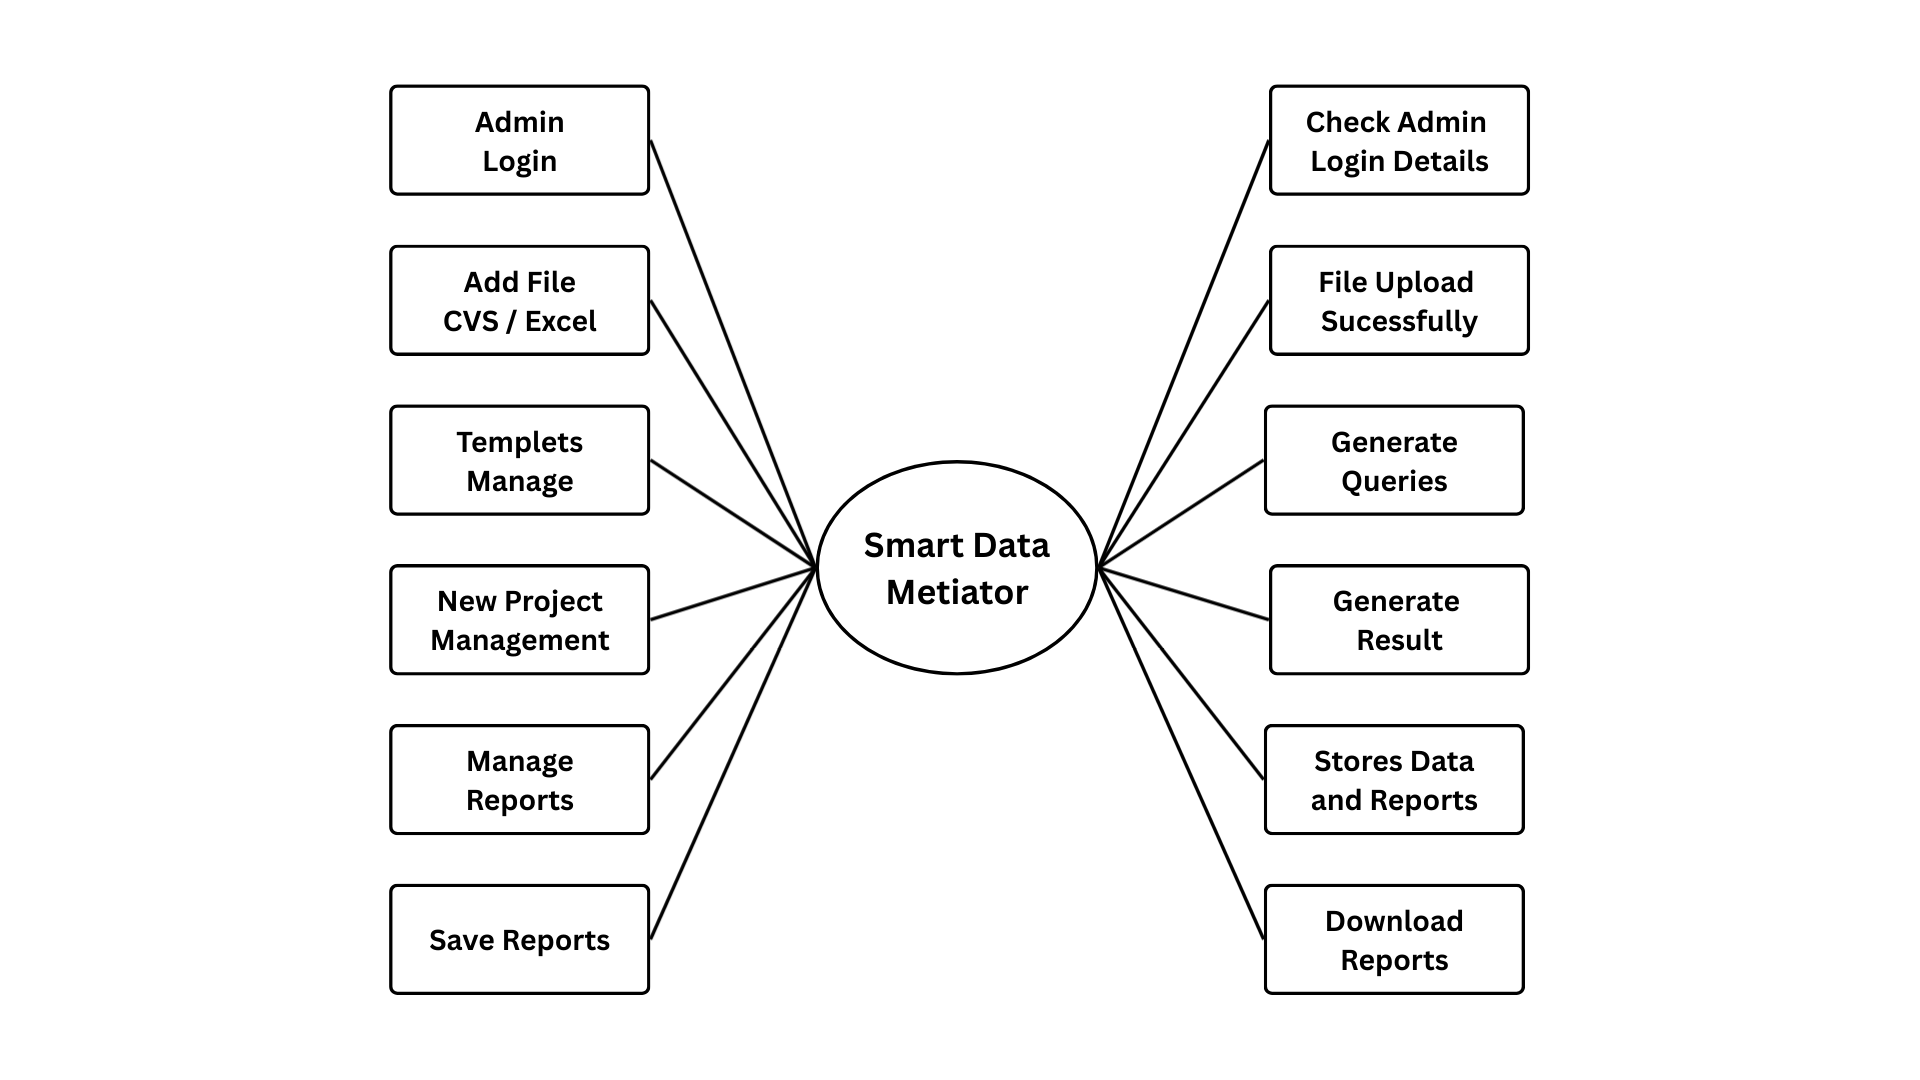 Admin
Login
Add File
CVS / Excel
Templets
Manage
New Project
Management
Manage
Reports
Save Reports
Smart Data
Metiator
Check Admin
Login Details
File Upload
Sucessfully
Generate
Queries
Generate
Result
Stores Data
and Reports
Download
Reports